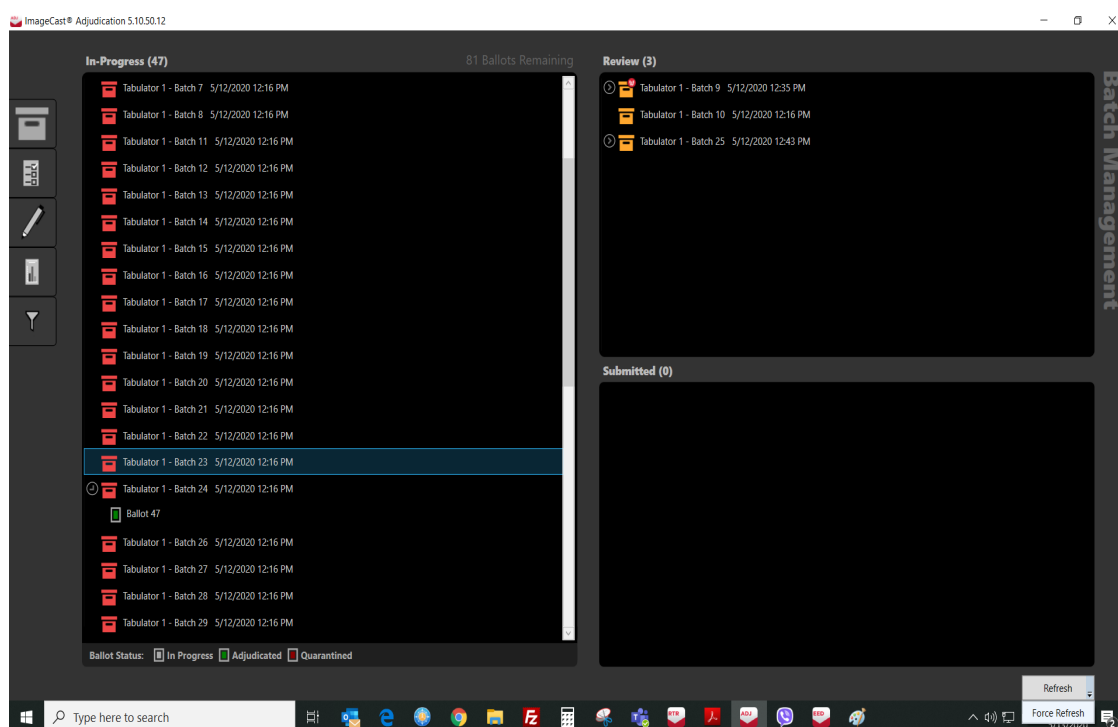 ImageCast® Adjudication 5.10.50.12
In-Progress (47)
81 Ballots Remaining
Tabulator 1 - Batch 7 5/12/2020 12:16 PM
Tabulator 1 - Batch 8 5/12/2020 12:16 PM
Tabulator 1 - Batch 11 5/12/2020 12:16 PM
Tabulator 1 - Batch 12 5/12/2020 12:16 PM
Tabulator 1 - Batch 13 5/12/2020 12:16 PM
Tabulator 1 - Batch 14 5/12/2020 12:16 PM
Tabulator 1 - Batch 15 5/12/2020 12:16 PM
Tabulator 1 - Batch 16 5/12/2020 12:16 PM
Tabulator 1 - Batch 17 5/12/2020 12:16 PM
Tabulator 1 - Batch 18 5/12/2020 12:16 PM
Tabulator 1 - Batch 19 5/12/2020 12:16 PM
Tabulator 1 - Batch 20 5/12/2020 12:16 PM
Tabulator 1 - Batch 21 5/12/2020 12:16 PM
Tabulator 1 - Batch 22 5/12/2020 12:16 PM
Tabulator 1 - Batch 23 5/12/2020 12:16 PM
Tabulator 1 - Batch 24 5/12/2020 12:16 PM
Ballot 47
Tabulator 1 - Batch 26 5/12/2020 12:16 PM
Tabulator 1 - Batch 27 5/12/2020 12:16 PM
Tabulator 1 - Batch 28 5/12/2020 12:16 PM
Tabulator 1 - Batch 29 5/12/2020 12:16 PM
Ballot Status: In Progress Adjudicated Quarantined
Review (3)
Tabulator 1 - Batch 9 5/12/2020 12:35 PM
Tabulator 1 - Batch 10 5/12/2020 12:16 PM
Tabulator 1 - Batch 25 5/12/2020 12:43 PM
Submitted (0)
Batch Management
Refresh
Force Refresh
Type here to search
RTR
ADJ
EED